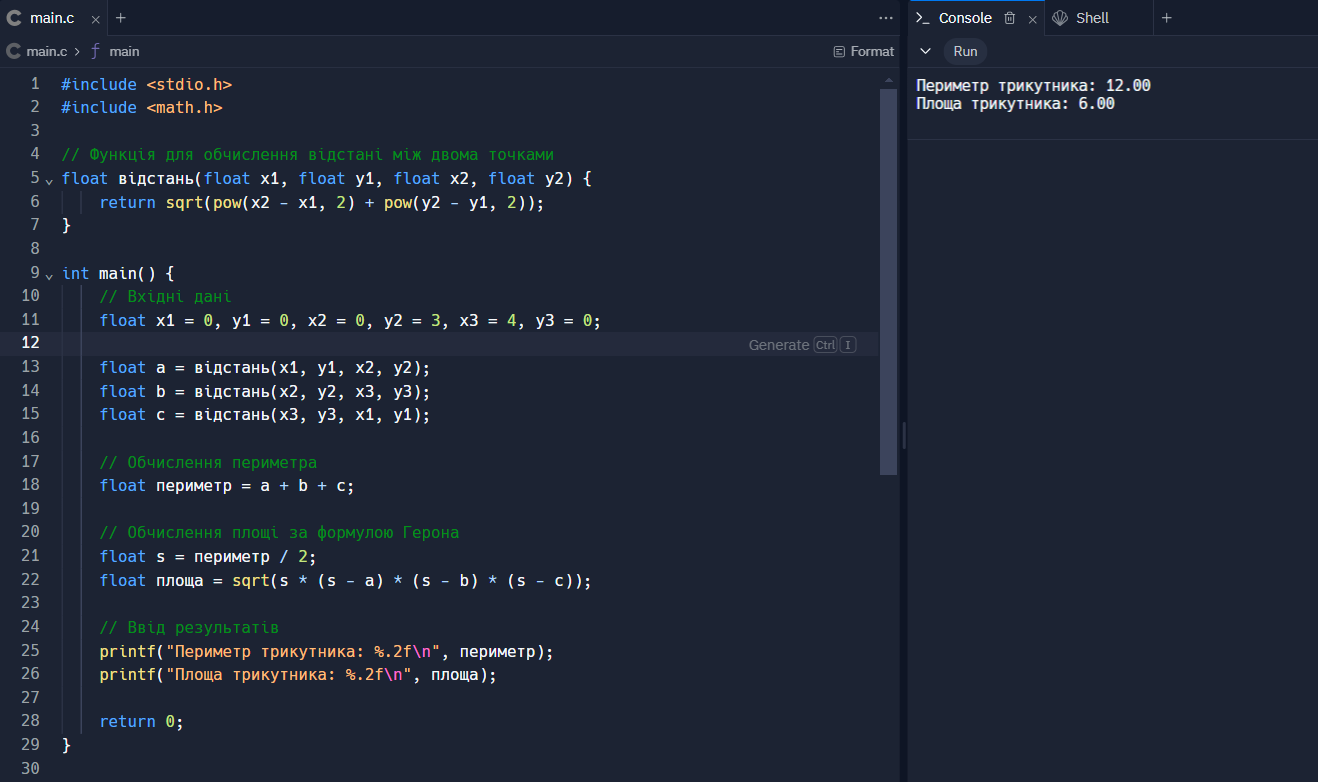 main.c
main.c > main
Format
1 #include <stdio.h>
2 #include <math.h>
3
4 // Функція для обчислення відстані між двома точками
5 float відстань(float x1, float y1, float x2, float y2) {
6 return sqrt(pow(x2 - x1, 2) + pow(y2 - y1, 2));
7 }
8
9 int main() {
10 // Вхідні дані
11 float x1 = 0, y1 = 0, x2 = 0, y2 = 3, x3 = 4, y3 = 0;
12 Generate Ctrl I
13 float a = відстань(x1, y1, x2, y2);
14 float b = відстань(x2, y2, x3, y3);
15 float c = відстань(x3, y3, x1, y1);
16
17 // Обчислення периметра
18 float периметр = a + b + c;
19
20 // Обчислення площі за формулою Герона
21 float s = периметр / 2;
22 float площа = sqrt(s * (s - a) * (s - b) * (s - c));
23
24 // Ввід результатів
25 printf("Периметр трикутника: %.2f\n", периметр);
26 printf("Площа трикутника: %.2f\n", площа);
27
28 return 0;
29 }
30
Console
Shell
Run
Периметр трикутника: 12.00
Площа трикутника: 6.00